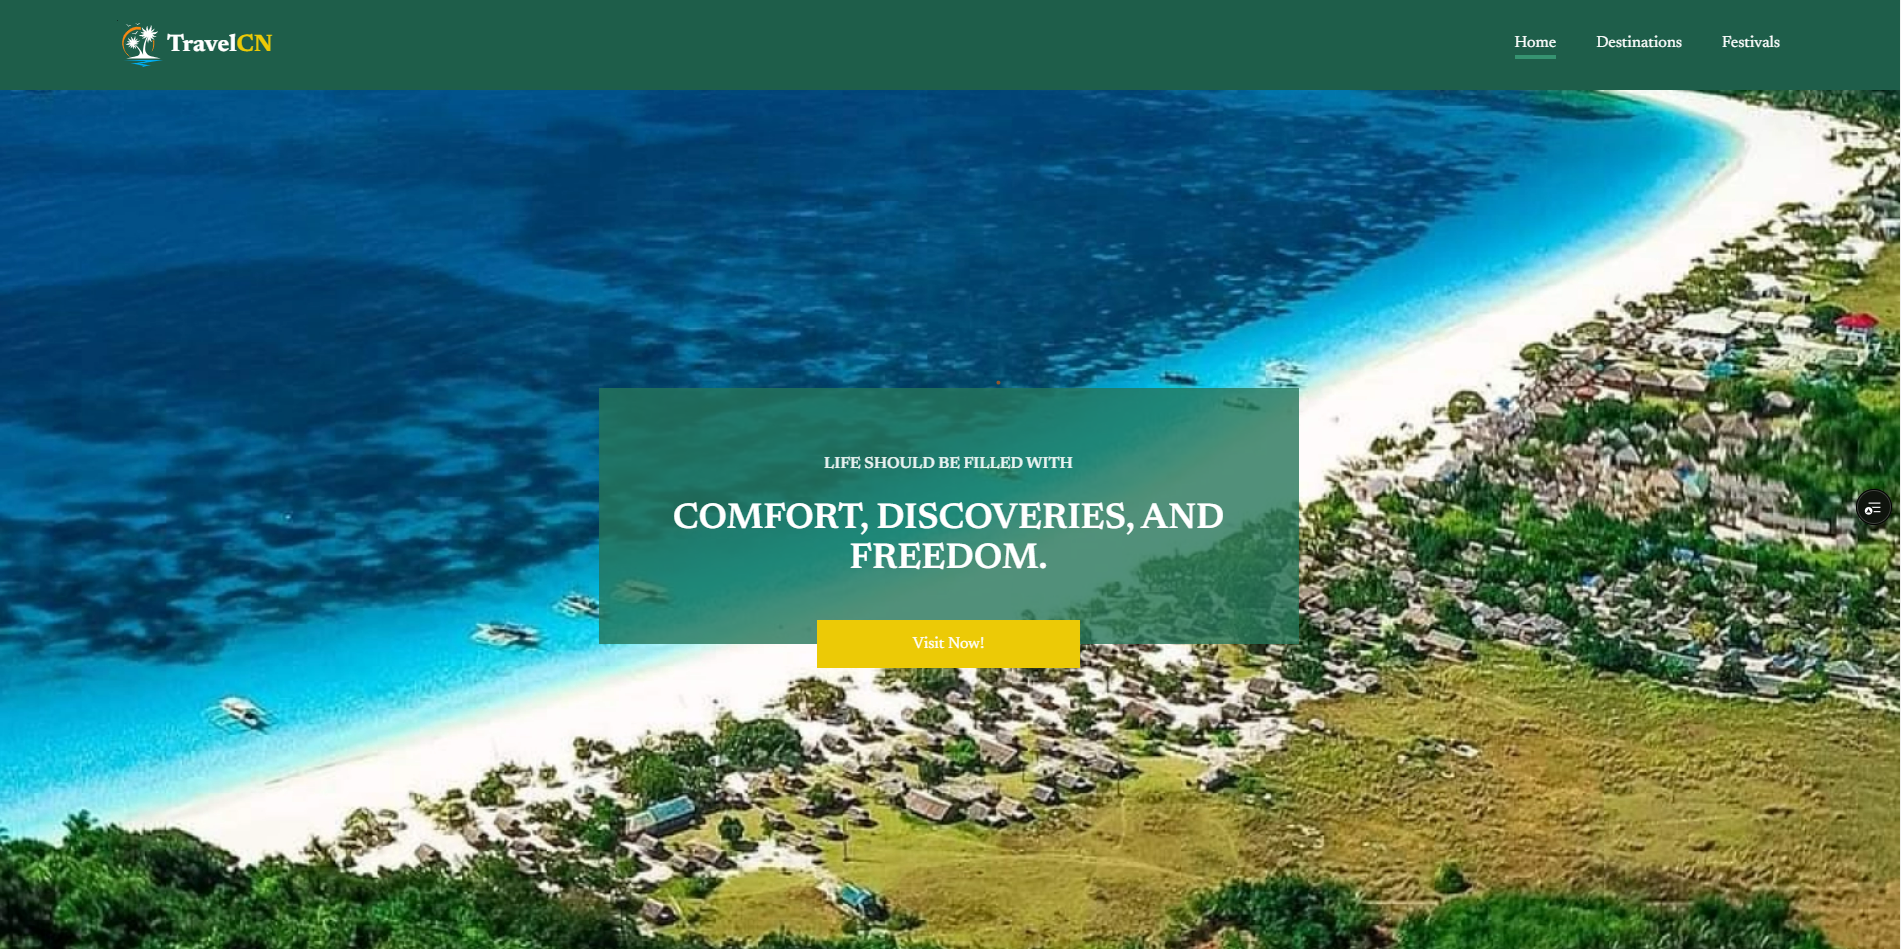 TravelCN
Home
Destinations
Festivals
LIFE SHOULD BE FILLED WITH
COMFORT, DISCOVERIES, AND
FREEDOM.
Visit Now!